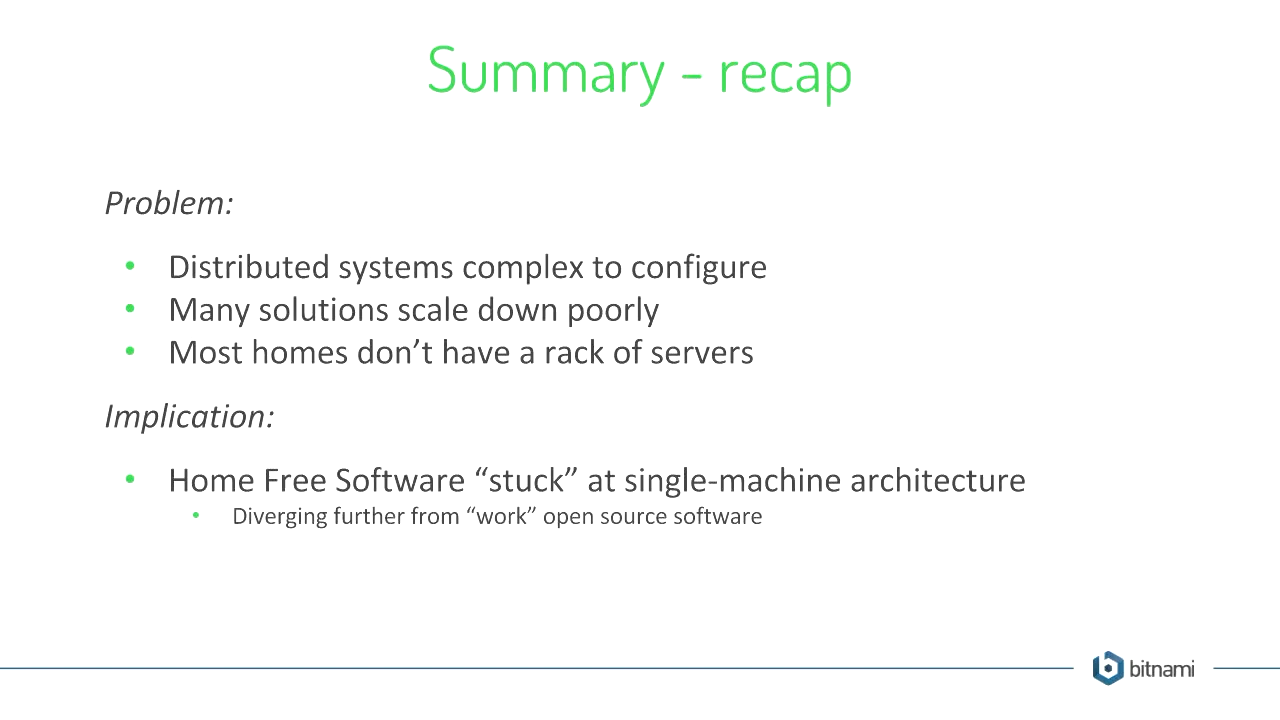 Summary - recap
Problem:
• Distributed systems complex to configure
• Many solutions scale down poorly
• Most homes don’t have a rack of servers
Implication:
• Home Free Software “stuck” at single-machine architecture
• Diverging further from “work” open source software
bitnami